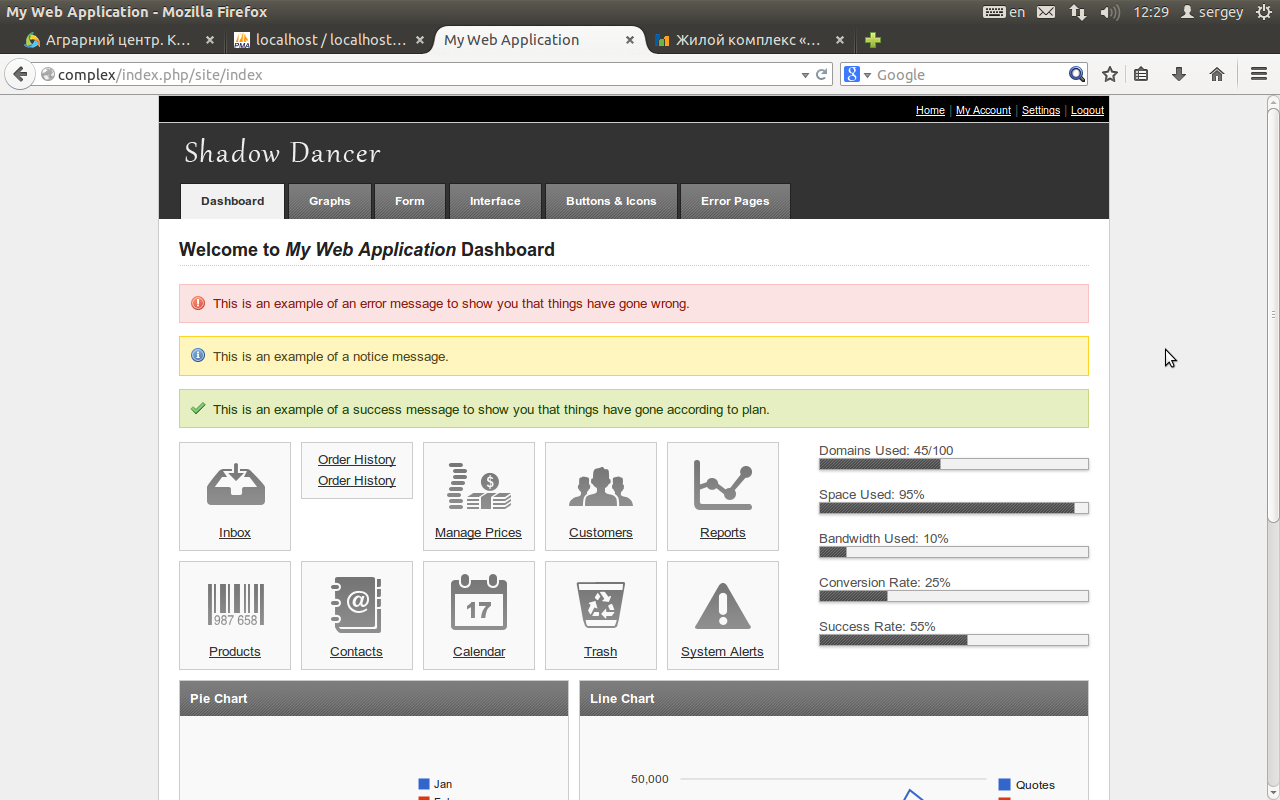 My Web Application - Mozilla Firefox
en
12:29
sergey
Аграрний центр. К...
localhost / localhost...
My Web Application
Жилой комплекс «...
complex/index.php/site/index
Google
Home | My Account | Settings | Logout
Shadow Dancer
Dashboard
Graphs
Form
Interface
Buttons & Icons
Error Pages
Welcome to My Web Application Dashboard
This is an example of an error message to show you that things have gone wrong.
This is an example of a notice message.
This is an example of a success message to show you that things have gone according to plan.
Inbox
Order History
Order History
Manage Prices
Customers
Reports
987 658
Products
Contacts
17
Calendar
Trash
System Alerts
Domains Used: 45/100
Space Used: 95%
Bandwidth Used: 10%
Conversion Rate: 25%
Success Rate: 55%
Pie Chart
Jan
Line Chart
50,000
Quotes